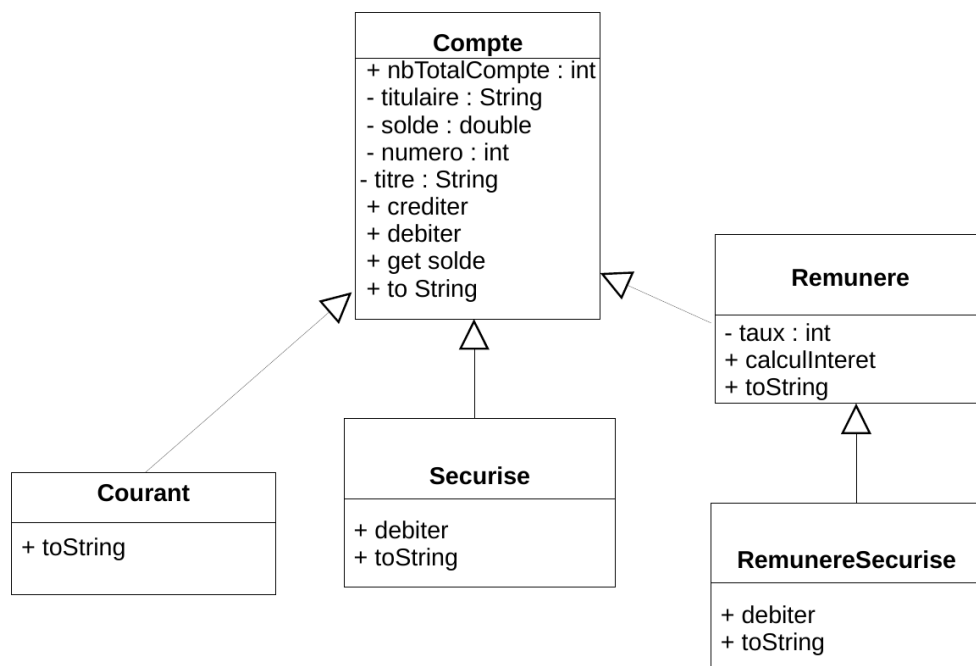 Compte
+ nbTotalCompte : int
- titulaire : String
- solde : double
- numero : int
- titre : String
+ crediter
+ debiter
+ get solde
+ to String
Remunere
- taux : int
+ calculInteret
+ toString
Courant
+ toString
Securise
+ debiter
+ toString
RemunereSecurise
+ debiter
+ toString